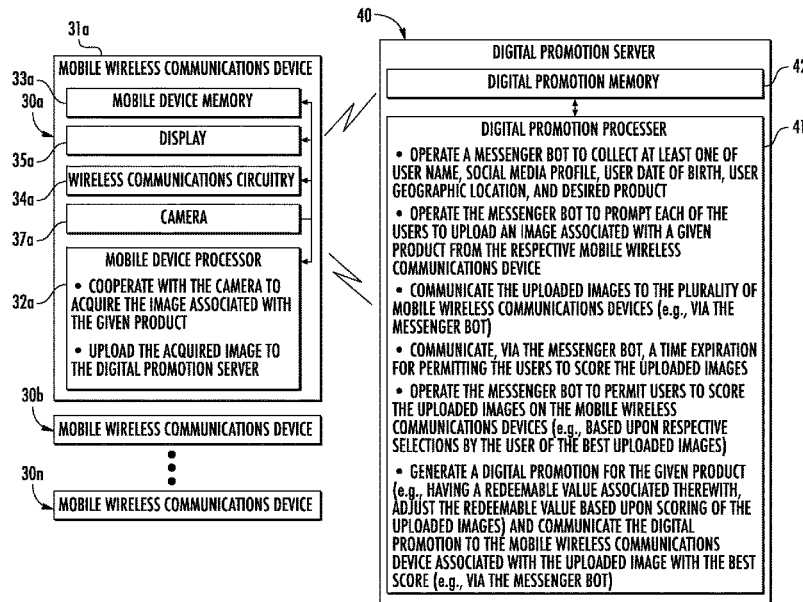 31a
MOBILE WIRELESS COMMUNICATIONS DEVICE
33a
MOBILE DEVICE MEMORY
30a
DISPLAY
35a
WIRELESS COMMUNICATIONS CIRCUITRY
34a
CAMERA
37a
MOBILE DEVICE PROCESSOR
32a
• COOPERATE WITH THE CAMERA TO
ACQUIRE THE IMAGE ASSOCIATED WITH
THE GIVEN PRODUCT
• UPLOAD THE ACQUIRED IMAGE TO
THE DIGITAL PROMOTION SERVER
30b
MOBILE WIRELESS COMMUNICATIONS DEVICE
30n
MOBILE WIRELESS COMMUNICATIONS DEVICE
40
DIGITAL PROMOTION SERVER
42
DIGITAL PROMOTION MEMORY
41
DIGITAL PROMOTION PROCESSER
• OPERATE A MESSENGER BOT TO COLLECT AT LEAST ONE OF
USER NAME, SOCIAL MEDIA PROFILE, USER DATE OF BIRTH, USER
GEOGRAPHIC LOCATION, AND DESIRED PRODUCT
• OPERATE THE MESSENGER BOT TO PROMPT EACH OF THE
USERS TO UPLOAD AN IMAGE ASSOCIATED WITH A GIVEN
PRODUCT FROM THE RESPECTIVE MOBILE WIRELESS
COMMUNICATIONS DEVICE
• COMMUNICATE THE UPLOADED IMAGES TO THE PLURALITY OF
MOBILE WIRELESS COMMUNICATIONS DEVICES (e.g., VIA THE
MESSENGER BOT)
• COMMUNICATE, VIA THE MESSENGER BOT, A TIME EXPIRATION
FOR PERMITTING THE USERS TO SCORE THE UPLOADED IMAGES
• OPERATE THE MESSENGER BOT TO PERMIT USERS TO SCORE
THE UPLOADED IMAGES ON THE MOBILE WIRELESS
COMMUNICATIONS DEVICES (e.g., BASED UPON RESPECTIVE
SELECTIONS BY THE USER OF THE BEST UPLOADED IMAGES)
• GENERATE A DIGITAL PROMOTION FOR THE GIVEN PRODUCT
(e.g., HAVING A REDEEMABLE VALUE ASSOCIATED THEREWITH,
ADJUST THE REDEEMABLE VALUE BASED UPON SCORING OF THE
UPLOADED IMAGES) AND COMMUNICATE THE DIGITAL
PROMOTION TO THE MOBILE WIRELESS COMMUNICATIONS
DEVICE ASSOCIATED WITH THE UPLOADED IMAGE WITH THE BEST
SCORE (e.g., VIA THE MESSENGER BOT)